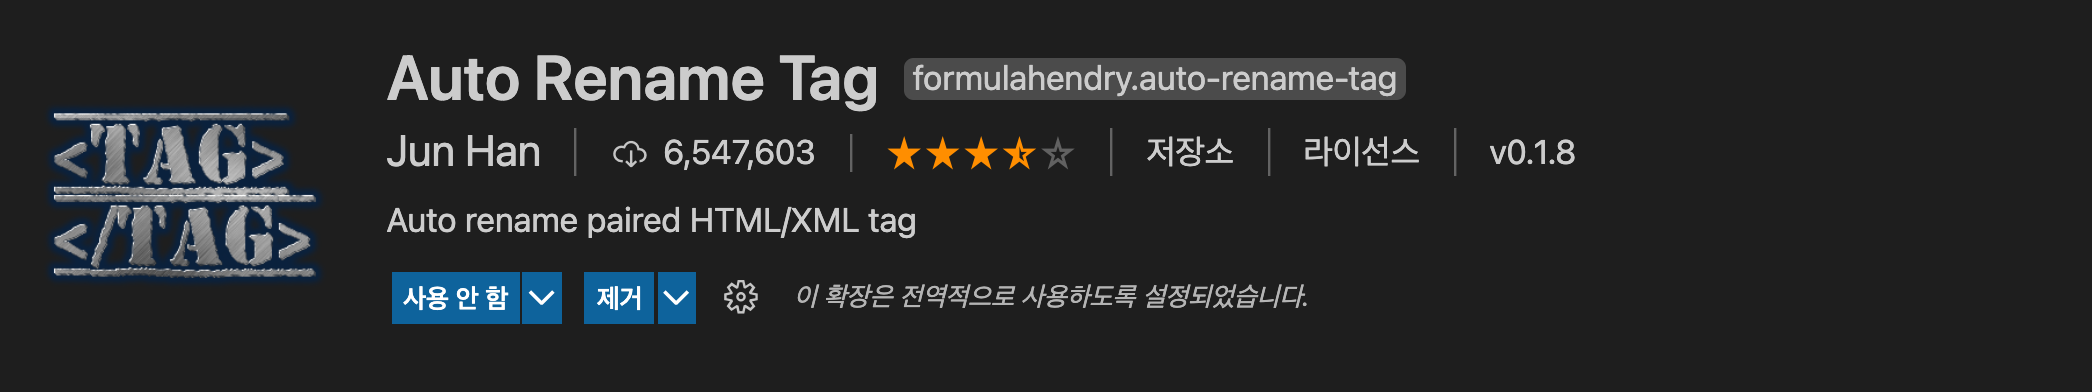 <TAG>
</TAG>
Auto Rename Tag formulahendry.auto-rename-tag
Jun Han 6,547,603 저장소 라이선스 v0.1.8
Auto rename paired HTML/XML tag
사용 안 함 제거 이 확장은 전역적으로 사용하도록 설정되었습니다.